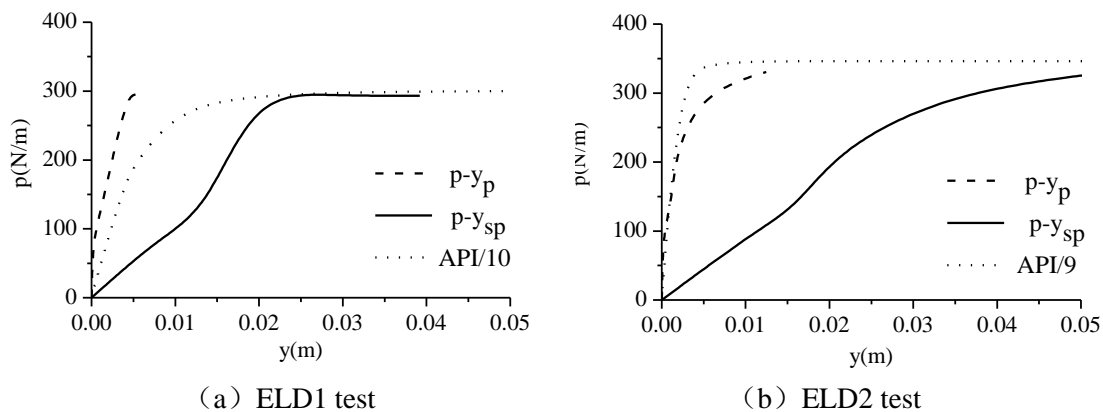 400
300
200
100
0
p(N/m)
0.00 0.01 0.02 0.03 0.04 0.05
y(m)
p-yp
p-ysp
API/10
（a）ELD1 test
400
300
200
100
0
p(N/m)
0.00 0.01 0.02 0.03 0.04 0.05
y(m)
p-yp
p-ysp
API/9
（b）ELD2 test